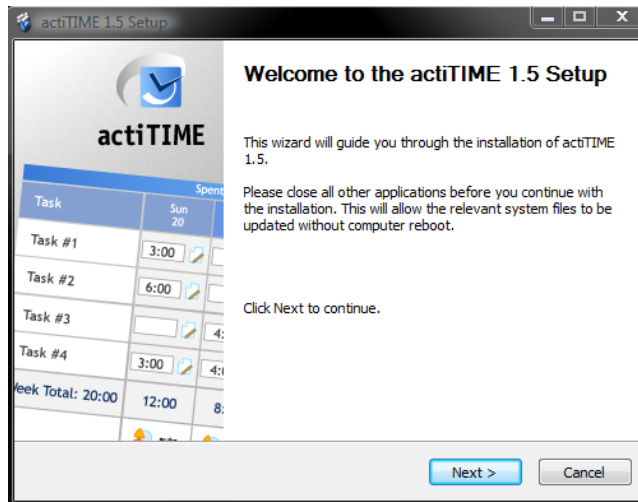 actiTIME 1.5 Setup
Welcome to the actiTIME 1.5 Setup
actiTIME
This wizard will guide you through the installation of actiTIME
1.5.
Please close all other applications before you continue with
the installation. This will allow the relevant system files to be
updated without computer reboot.
Click Next to continue.
Spent
Task
Sun
20
Task #1
3:00
Task #2
6:00
Task #3
4:
Task #4
3:00
4:
Week Total: 20:00
12:00
8:
Next >
Cancel